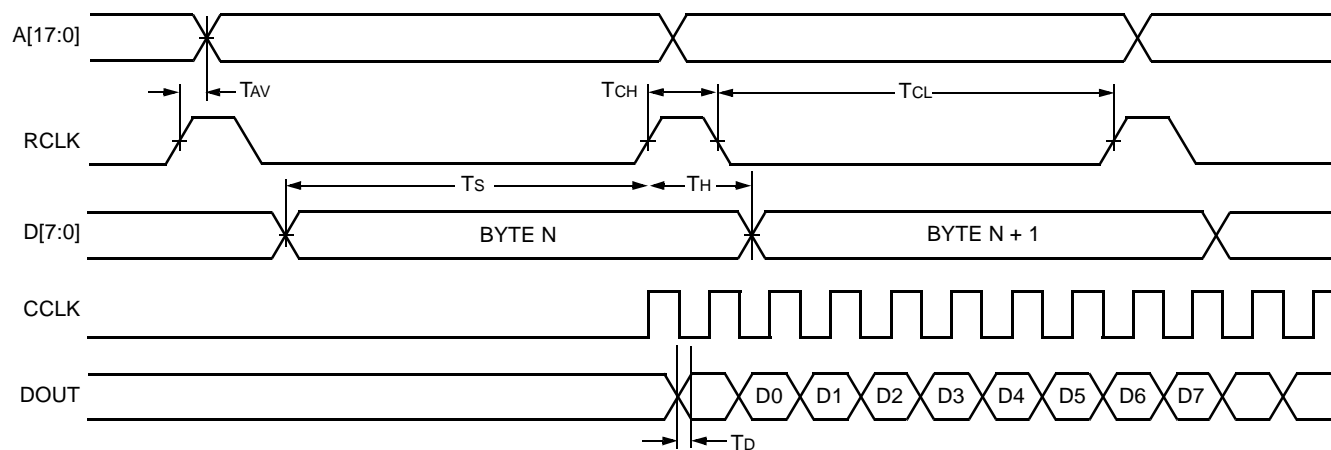 A[17:0]
TAV
TCH
TCL
RCLK
TS
TH
D[7:0]
BYTE N
BYTE N + 1
CCLK
DOUT
D0
D1
D2
D3
D4
D5
D6
D7
TD